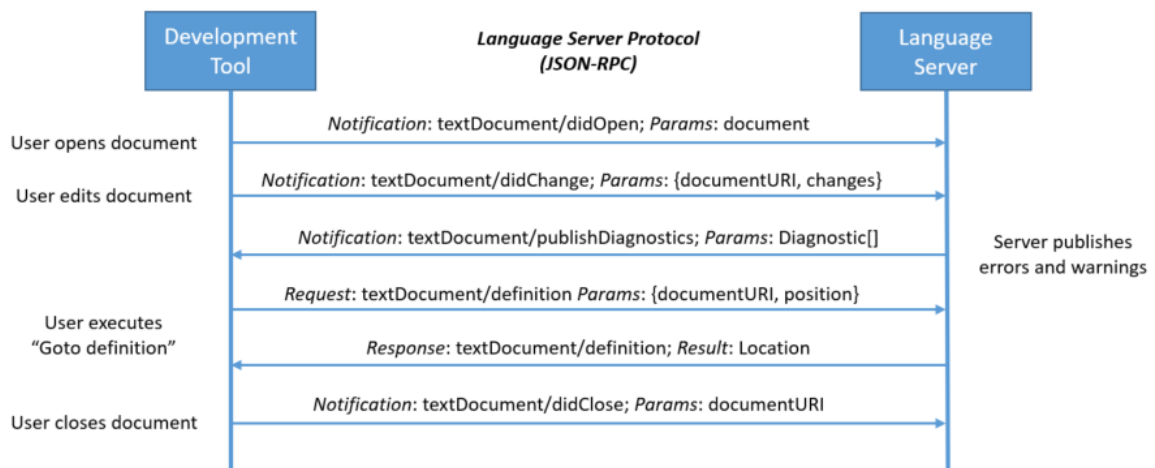 Development
Tool
Language Server Protocol
(JSON-RPC)
Language
Server
Notification: textDocument/didOpen; Params: document
User opens document
Notification: textDocument/didChange; Params: {documentURI, changes}
User edits document
Notification: textDocument/publishDiagnostics; Params: Diagnostic[]
Server publishes
errors and warnings
Request: textDocument/definition Params: {documentURI, position}
User executes
“Goto definition”
Response: textDocument/definition; Result: Location
Notification: textDocument/didClose; Params: documentURI
User closes document